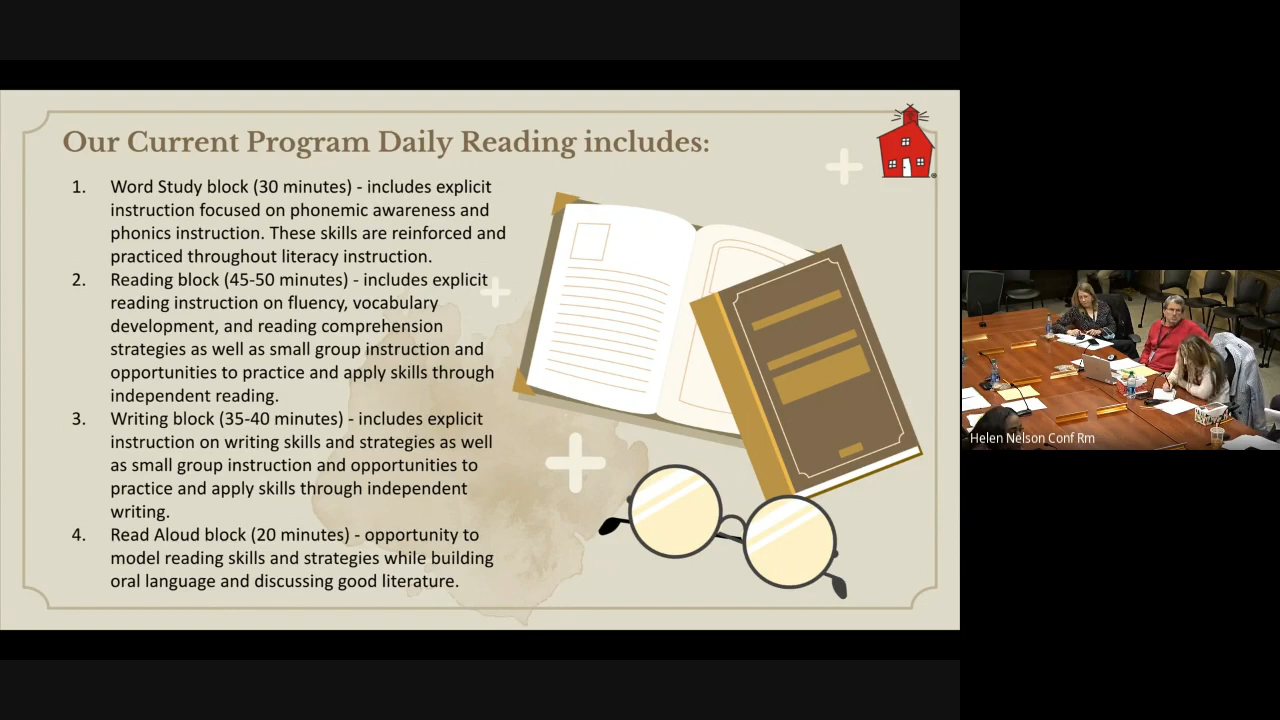 Our Current Program Daily Reading includes:
1. Word Study block (30 minutes) - includes explicit
instruction focused on phonemic awareness and
phonics instruction. These skills are reinforced and
practiced throughout literacy instruction.
2. Reading block (45-50 minutes) - includes explicit
reading instruction on fluency, vocabulary
development, and reading comprehension
strategies as well as small group instruction and
opportunities to practice and apply skills through
independent reading.
3. Writing block (35-40 minutes) - includes explicit
instruction on writing skills and strategies as well
as small group instruction and opportunities to
practice and apply skills through independent
writing.
4. Read Aloud block (20 minutes) - opportunity to
model reading skills and strategies while building
oral language and discussing good literature.
Helen Nelson Conf Rm